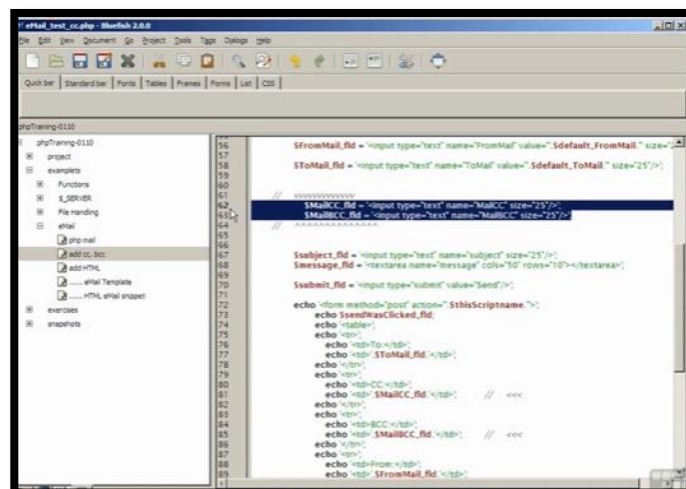 eMail_test_cc.php - Bluefish 2.0.0
File Edit View Document Go Project Tools Tags Dialogs Help
Quick bar Standard bar Fonts Tables Frames Forms List CSS
phpTraining-0110
phpTraining-0110
project
examplets
Functions
$_SERVER
File Handling
eMail
php mail
add cc, bcc
add HTML
..... eMail Template
..... HTML eMail snippet
exercises
snapshots
56 $FromMail_fld = '<input type="text" name="FromMail" value="'.$default_FromMail.'" size="
57
58 $ToMail_fld = '<input type="text" name="ToMail" value="'.$default_ToMail.'" size="25"/>';
59
60
61 // vvvvvvvvvvvvv
62 $MailCC_fld = '<input type="text" name="MailCC" size="25"/>';
63 $MailBCC_fld = '<input type="text" name="MailBCC" size="25"/>';
64 // ^^^^^^^^^^^^^^
65
66
67 $subject_fld = '<input type="text" name="subject" size="25"/>';
68 $message_fld = '<textarea name="message" cols="50" rows="10"></textarea>';
69
70 $submit_fld = '<input type="submit" value="Send"/>';
71
72 echo '<form method="post" action="'.$thisScriptname.'">';
73 echo $sendWasClicked_fld;
74 echo '<table>';
75 echo '<tr>';
76 echo '<td>To:</td>';
77 echo '<td>'.$ToMail_fld.'</td>';
78 echo '</tr>';
79 echo '<tr>';
80 echo '<td>CC:</td>';
81 echo '<td>'.$MailCC_fld.'</td>'; // <<<
82 echo '</tr>';
83 echo '<tr>';
84 echo '<td>BCC:</td>';
85 echo '<td>'.$MailBCC_fld.'</td>'; // <<<
86 echo '</tr>';
87 echo '<tr>';
88 echo '<td>From:</td>';
89 echo '<td>'.$FromMail_fld.'</td>';